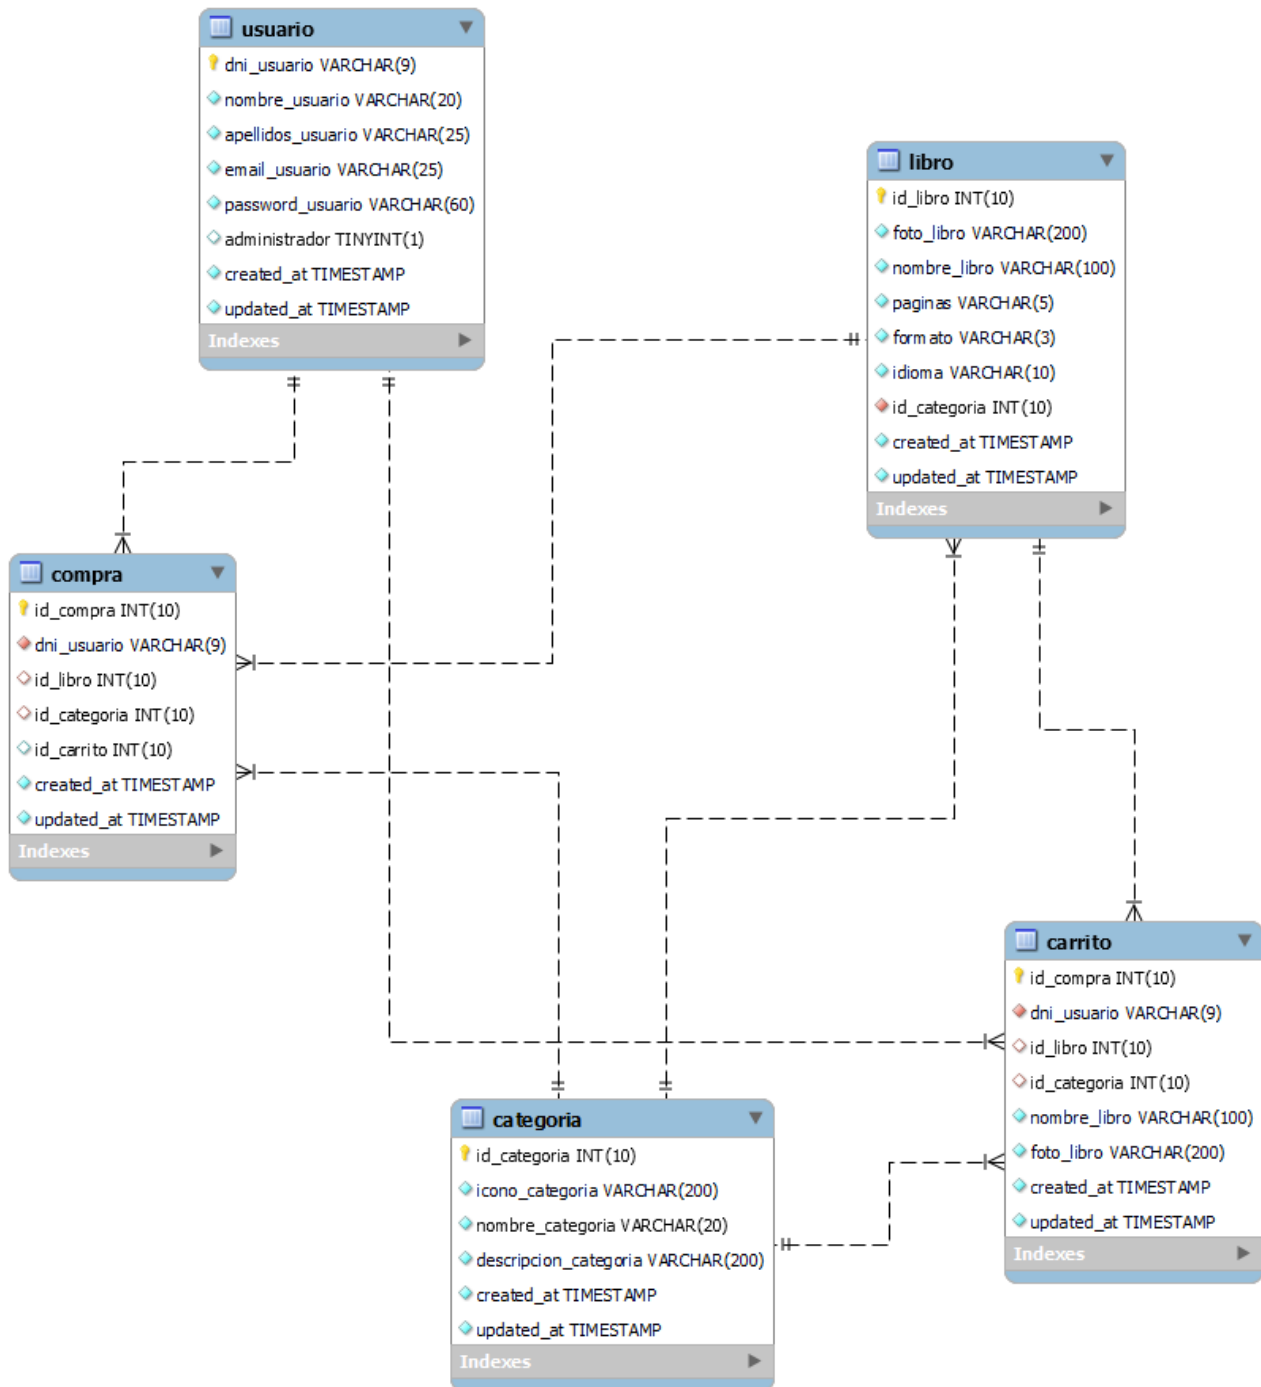 usuario
dni_usuario VARCHAR(9)
nombre_usuario VARCHAR(20)
apellidos_usuario VARCHAR(25)
email_usuario VARCHAR(25)
password_usuario VARCHAR(60)
administrador TINYINT(1)
created_at TIMESTAMP
updated_at TIMESTAMP
Indexes
libro
id_libro INT(10)
foto_libro VARCHAR(200)
nombre_libro VARCHAR(100)
paginas VARCHAR(5)
formato VARCHAR(3)
idioma VARCHAR(10)
id_categoria INT(10)
created_at TIMESTAMP
updated_at TIMESTAMP
Indexes
compra
id_compra INT(10)
dni_usuario VARCHAR(9)
id_libro INT(10)
id_categoria INT(10)
id_carrito INT(10)
created_at TIMESTAMP
updated_at TIMESTAMP
Indexes
carrito
id_compra INT(10)
dni_usuario VARCHAR(9)
id_libro INT(10)
id_categoria INT(10)
nombre_libro VARCHAR(100)
foto_libro VARCHAR(200)
created_at TIMESTAMP
updated_at TIMESTAMP
Indexes
categoria
id_categoria INT(10)
icono_categoria VARCHAR(200)
nombre_categoria VARCHAR(20)
descripcion_categoria VARCHAR(200)
created_at TIMESTAMP
updated_at TIMESTAMP
Indexes